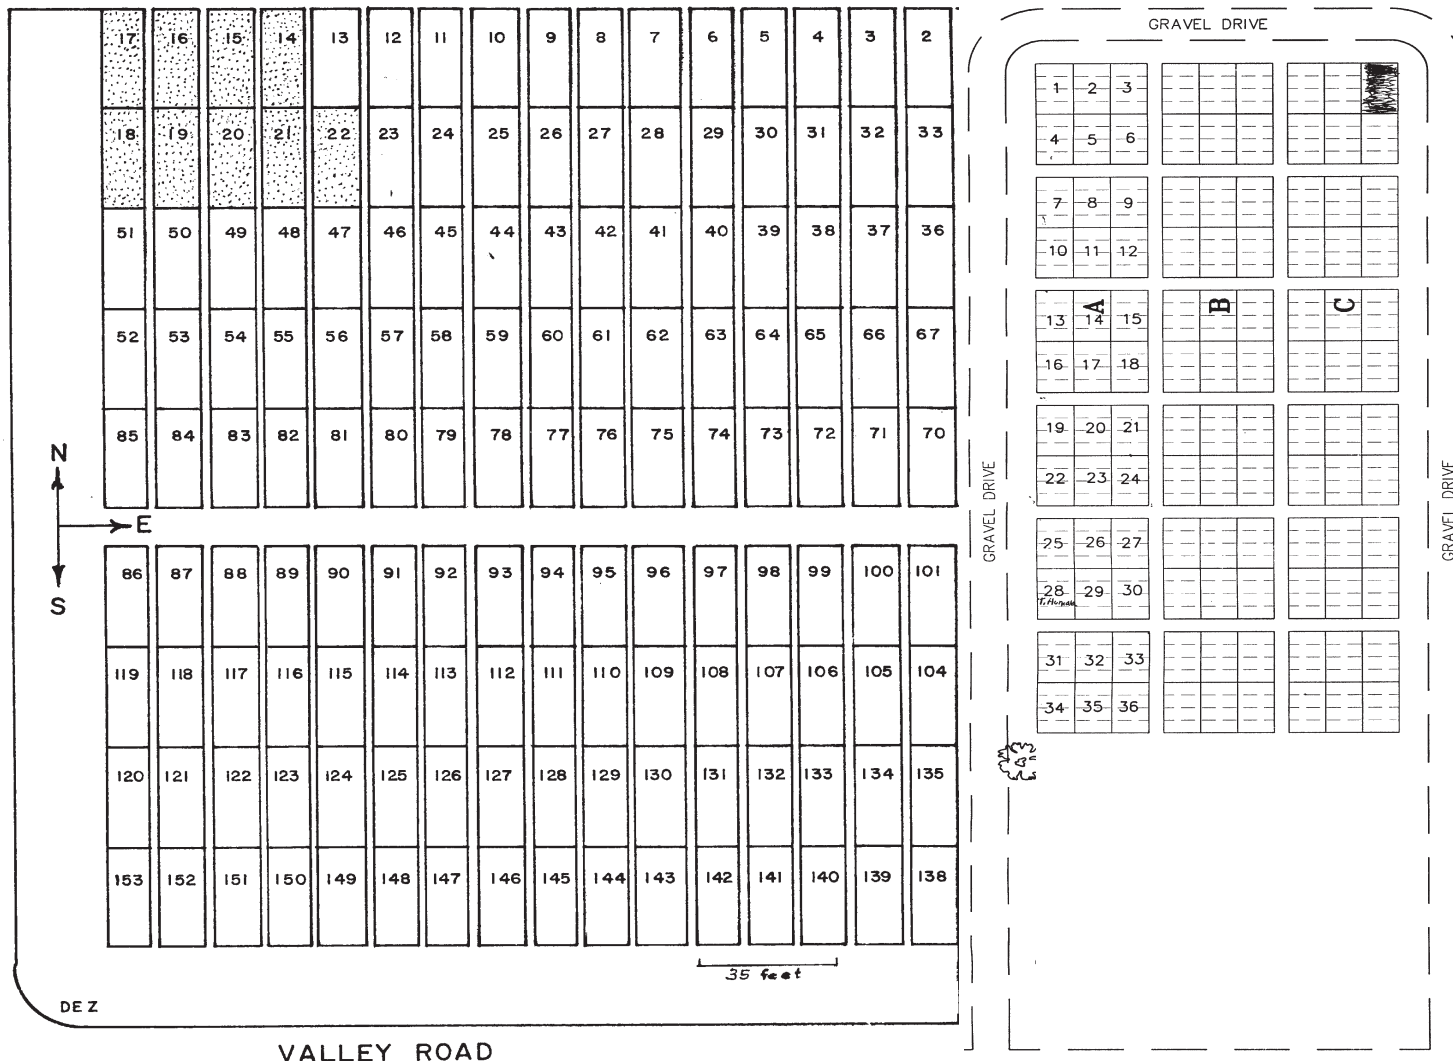 17 16 15 14 13 12 11 10 9 8 7 6 5 4 3 2
18 19 20 21 22 23 24 25 26 27 28 29 30 31 32 33
51 50 49 48 47 46 45 44 43 42 41 40 39 38 37 36
52 53 54 55 56 57 58 59 60 61 62 63 64 65 66 67
85 84 83 82 81 80 79 78 77 76 75 74 73 72 71 70
N
E
S
86 87 88 89 90 91 92 93 94 95 96 97 98 99 100 101
119 118 117 116 115 114 113 112 111 110 109 108 107 106 105 104
120 121 122 123 124 125 126 127 128 129 130 131 132 133 134 135
153 152 151 150 149 148 147 146 145 144 143 142 141 140 139 138
35 feet
DEZ
VALLEY ROAD
GRAVEL DRIVE
GRAVEL DRIVE
GRAVEL DRIVE
1 2 3
4 5 6
7 8 9
10 11 12
A B C
13 14 15
16 17 18
19 20 21
22 23 24
25 26 27
28 29 30
31 32 33
34 35 36